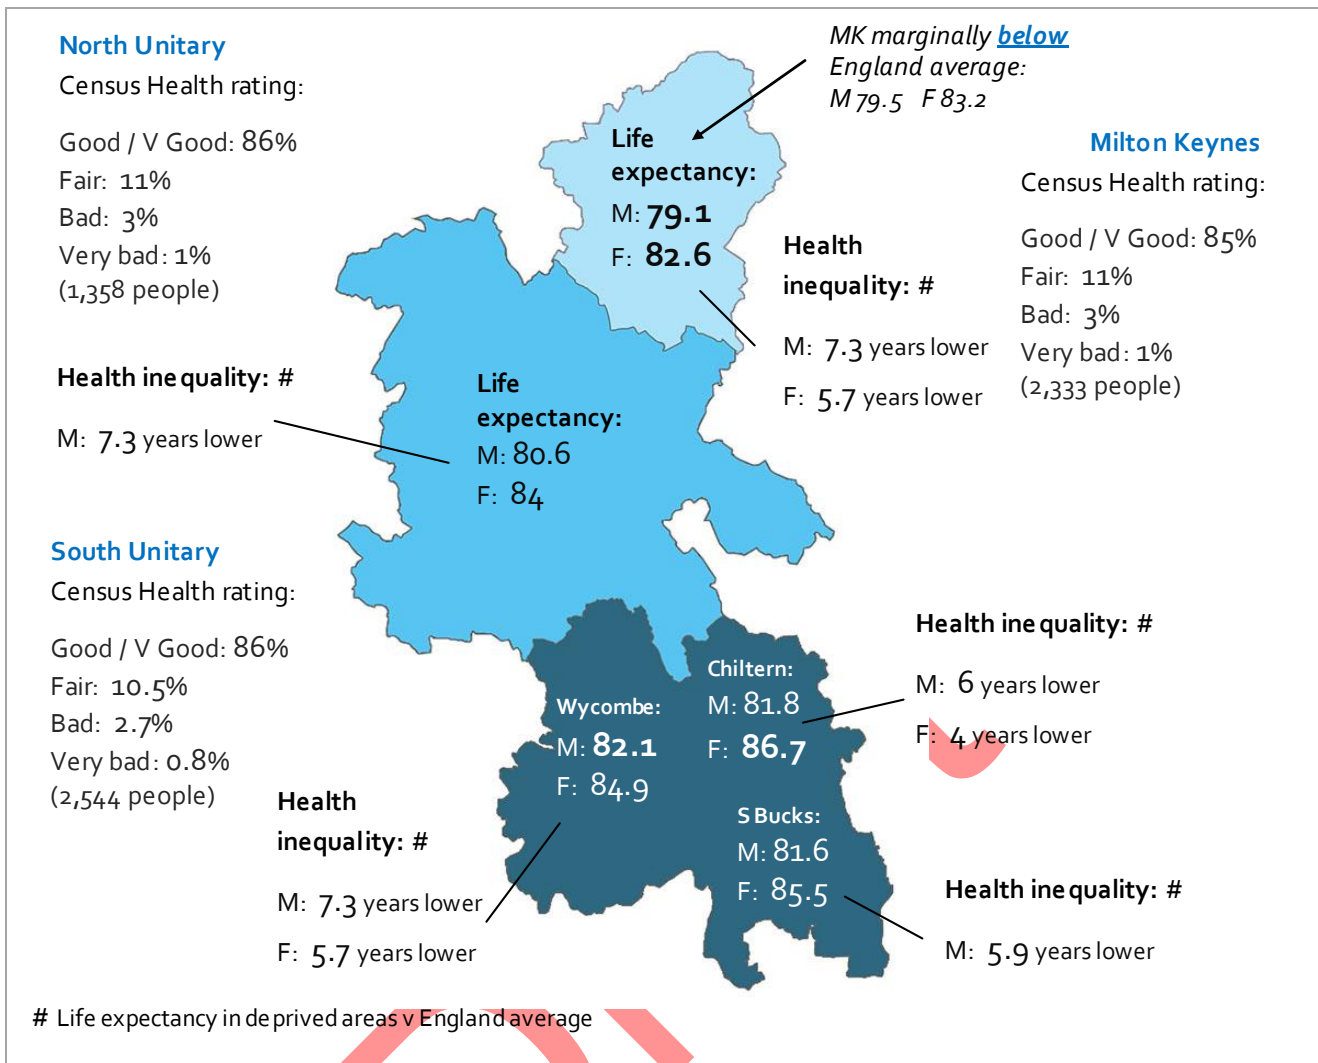 North Unitary
Census Health rating:
Good / V Good: 86%
Fair: 11%
Bad: 3%
Very bad: 1%
(1,358 people)
Health inequality: #
M: 7.3 years lower
MK marginally below
England average:
M 79.5 F 83.2
Life
expectancy:
M: 79.1
F: 82.6
Health
inequality: #
M: 7.3 years lower
F: 5.7 years lower
Milton Keynes
Census Health rating:
Good / V Good: 85%
Fair: 11%
Bad: 3%
Very bad: 1%
(2,333 people)
Life
expectancy:
M: 80.6
F: 84
South Unitary
Census Health rating:
Good / V Good: 86%
Fair: 10.5%
Bad: 2.7%
Very bad: 0.8%
(2,544 people)
Health
inequality: #
M: 7.3 years lower
F: 5.7 years lower
Wycombe:
M: 82.1
F: 84.9
Chiltern:
M: 81.8
F: 86.7
S Bucks:
M: 81.6
F: 85.5
Health inequality: #
M: 6 years lower
F: 4 years lower
Health inequality: #
M: 5.9 years lower
# Life expectancy in deprived areas v England average